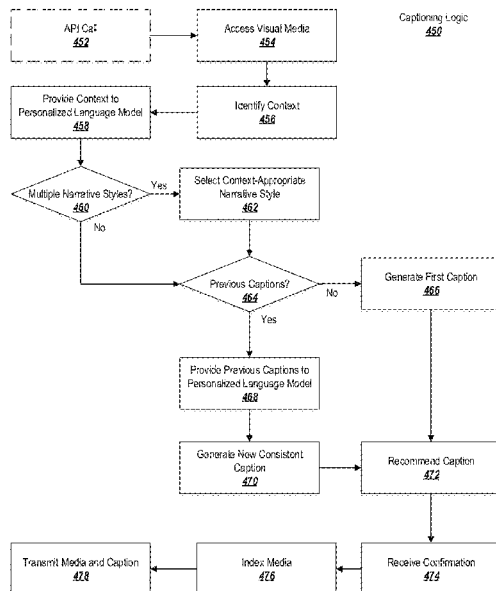 API Call
452
Access Visual Media
454
Captioning Logic
450
Provide Context to
Personalized Language Model
458
Identify Context
456
Multiple Narrative Styles?
460
Yes
Select Context-Appropriate
Narrative Style
462
No
Previous Captions?
464
No
Generate First Caption
466
Yes
Provide Previous Captions to
Personalized Language Model
468
Generate New Consistent
Caption
470
Recommend Caption
472
Transmit Media and Caption
478
Index Media
476
Receive Confirmation
474